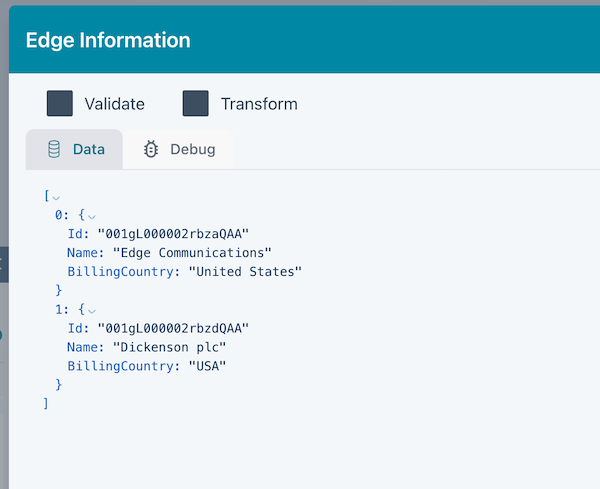 Edge Information
Validate Transform
Data Debug
[
0: {
Id: "001gL000002rbzaQAA"
Name: "Edge Communications"
BillingCountry: "United States"
}
1: {
Id: "001gL000002rbzdQAA"
Name: "Dickenson plc"
BillingCountry: "USA"
}
]